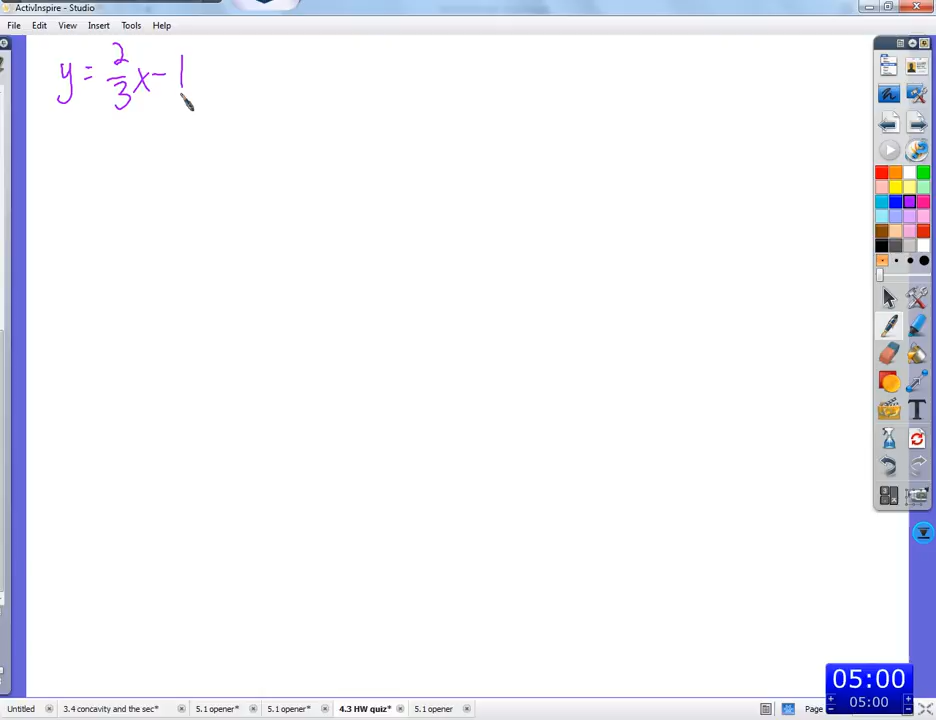 ActivInspire - Studio
File Edit View Insert Tools Help
y = 2/3 x - 1
T
05:00
05:00
Untitled 3.4 concavity and the sec* 5.1 opener* 5.1 opener* 4.3 HW quiz* 5.1 opener Page